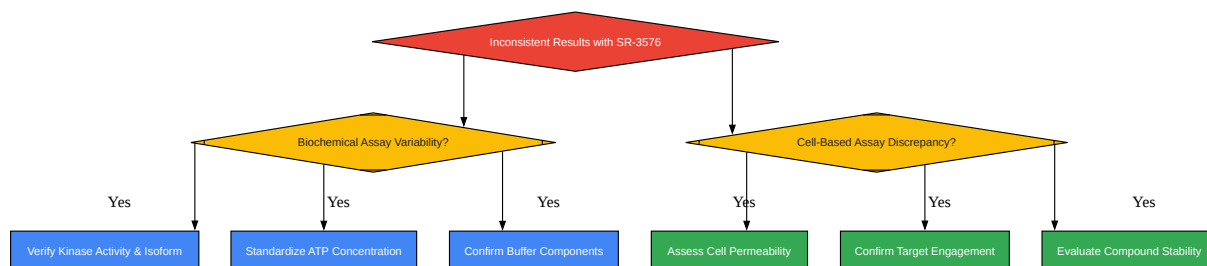 Inconsistent Results with SR-3576
Biochemical Assay Variability?
Cell-Based Assay Discrepancy?
Yes
Yes
Yes
Yes
Yes
Yes
Verify Kinase Activity & Isoform
Standardize ATP Concentration
Confirm Buffer Components
Assess Cell Permeability
Confirm Target Engagement
Evaluate Compound Stability